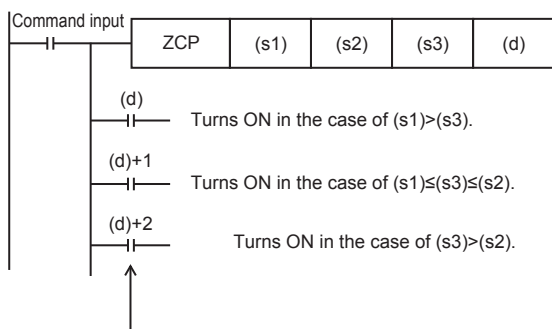 Command input
ZCP (s1) (s2) (s3) (d)
(d)
Turns ON in the case of (s1)>(s3).
(d)+1
Turns ON in the case of (s1)≤(s3)≤(s2).
(d)+2
Turns ON in the case of (s3)>(s2).